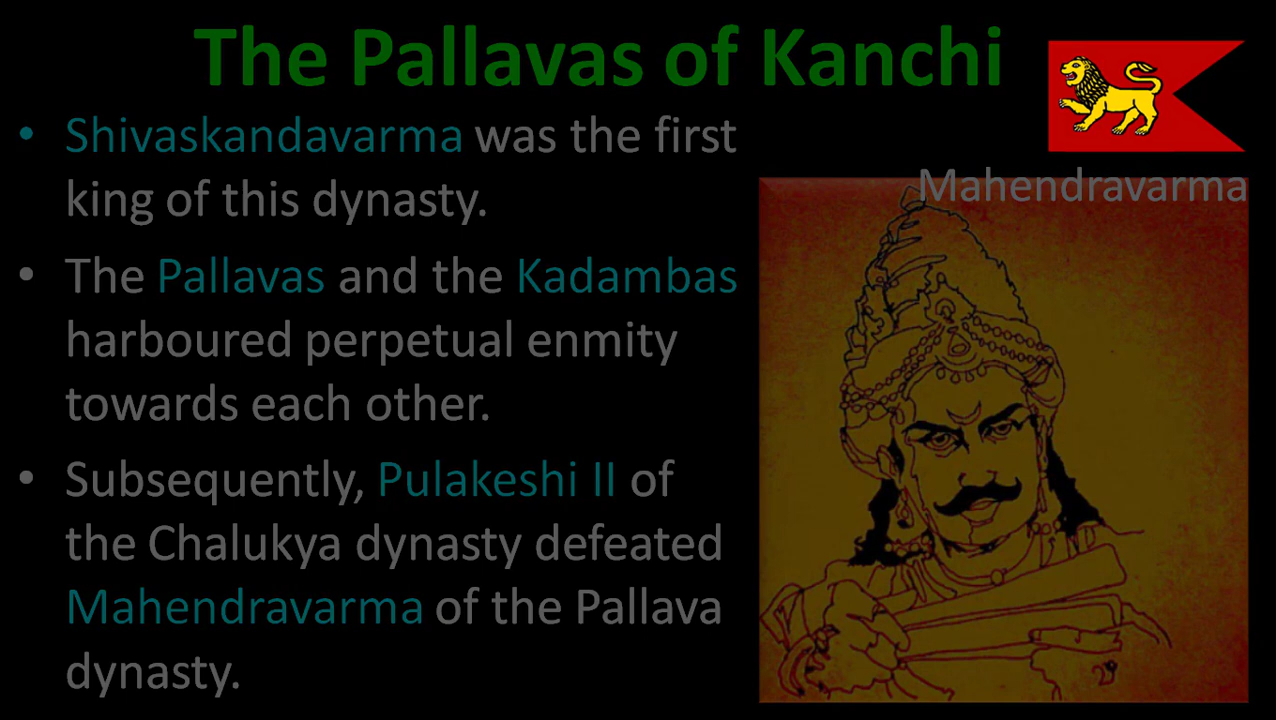 The Pallavas of Kanchi
• Shivaskandavarma was the first
king of this dynasty.
• The Pallavas and the Kadambas
harboured perpetual enmity
towards each other.
• Subsequently, Pulakeshi II of
the Chalukya dynasty defeated
Mahendravarma of the Pallava
dynasty.
Mahendravarma